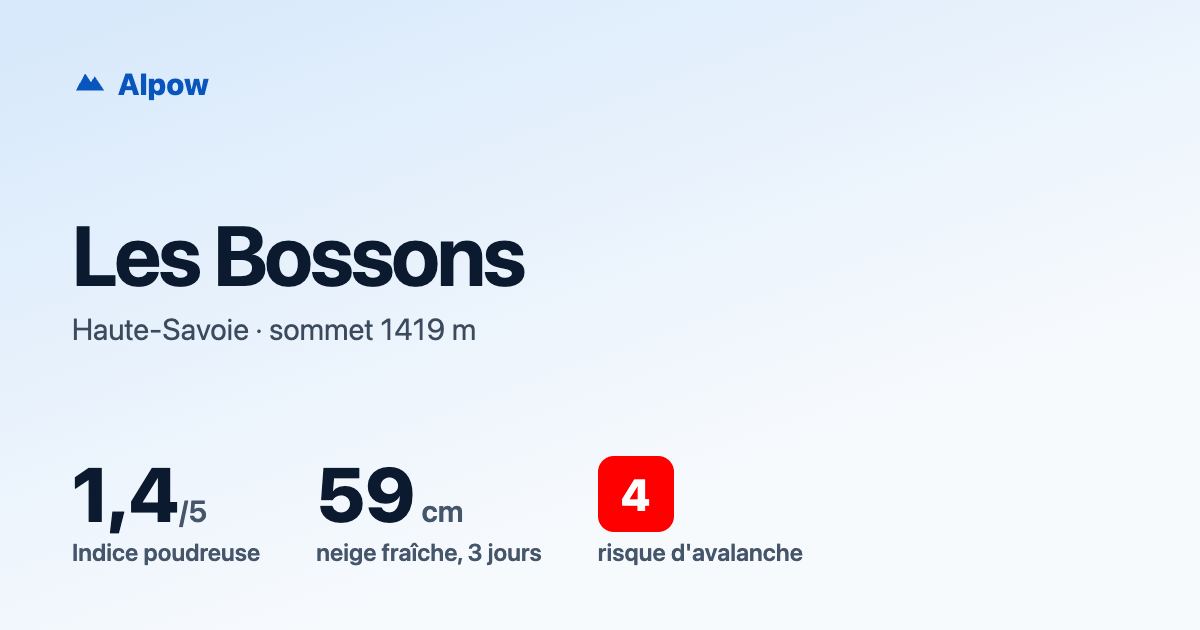 Alpow
Les Bossons
Haute-Savoie · sommet 1419 m
1,4/5
Indice poudreuse
59 cm
neige fraîche, 3 jours
4
risque d'avalanche